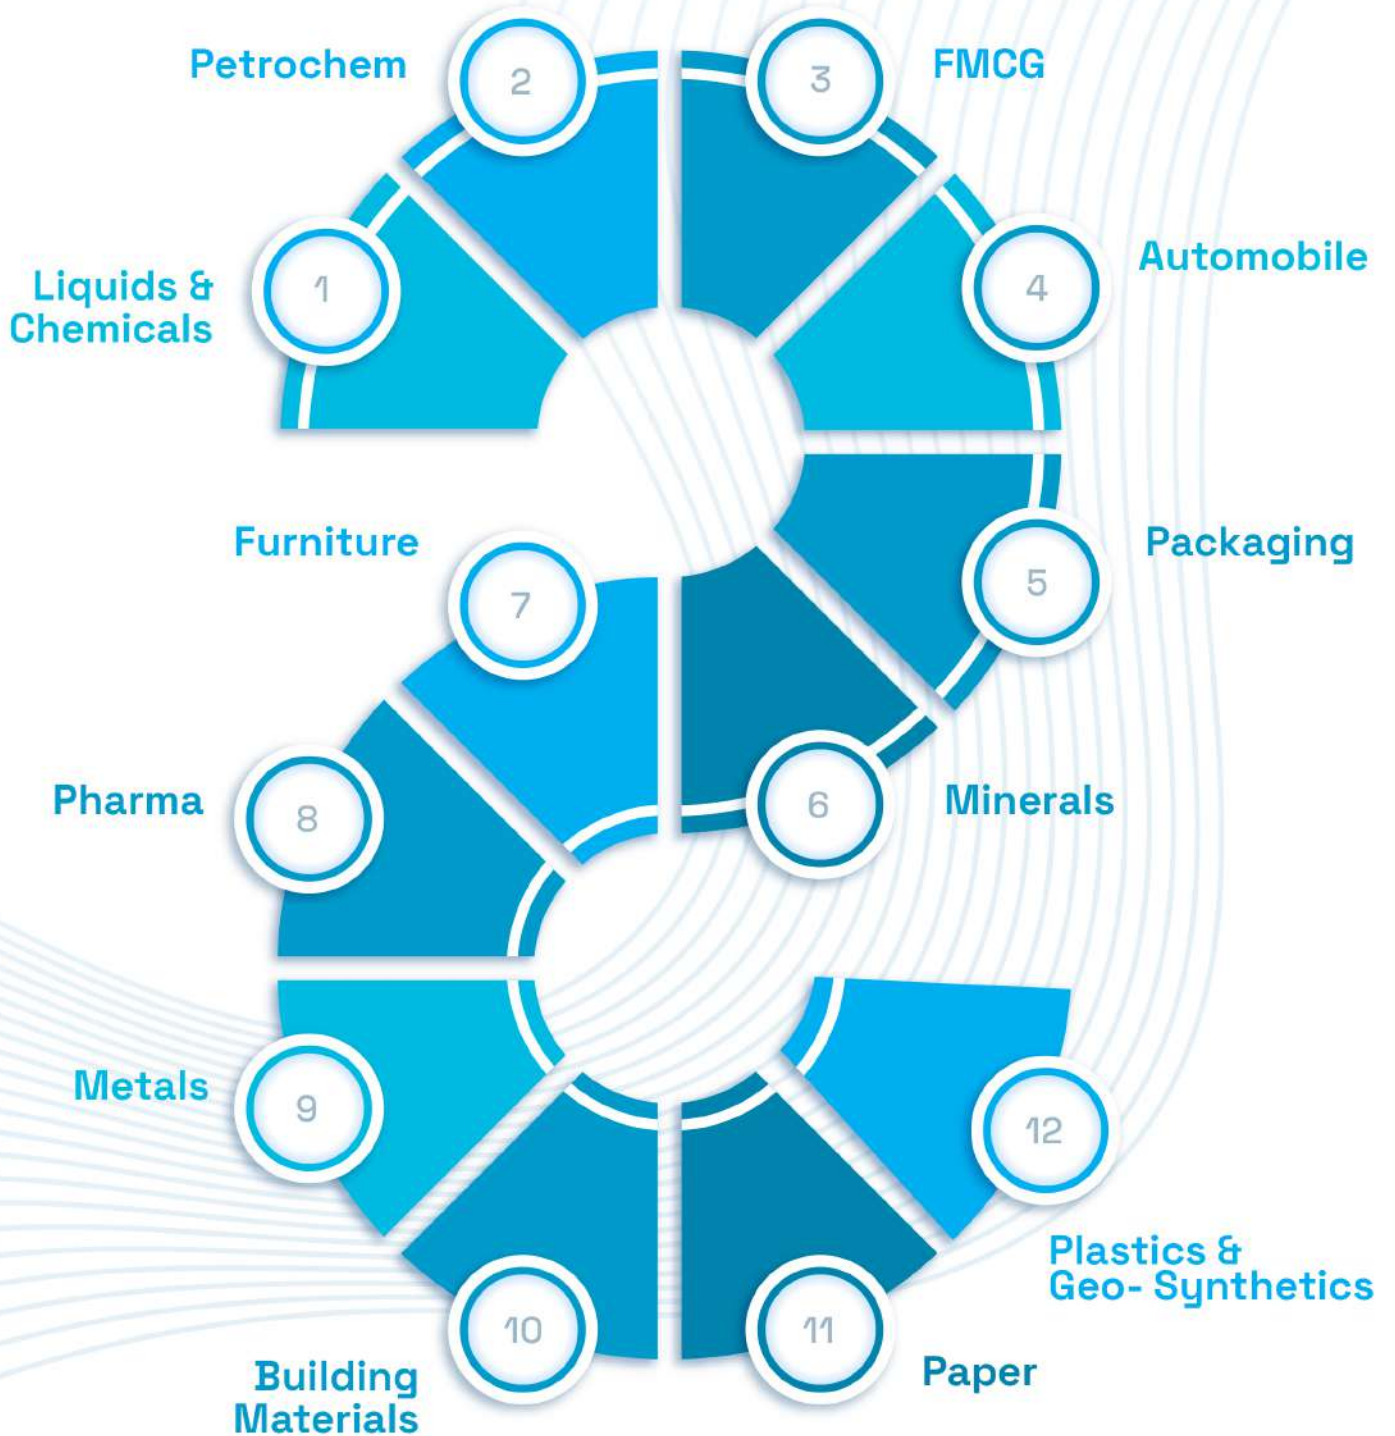 1
Liquids &
Chemicals
2
Petrochem
3
FMCG
4
Automobile
5
Packaging
6
Minerals
7
Furniture
8
Pharma
9
Metals
10
Building
Materials
11
Paper
12
Plastics &
Geo- Synthetics